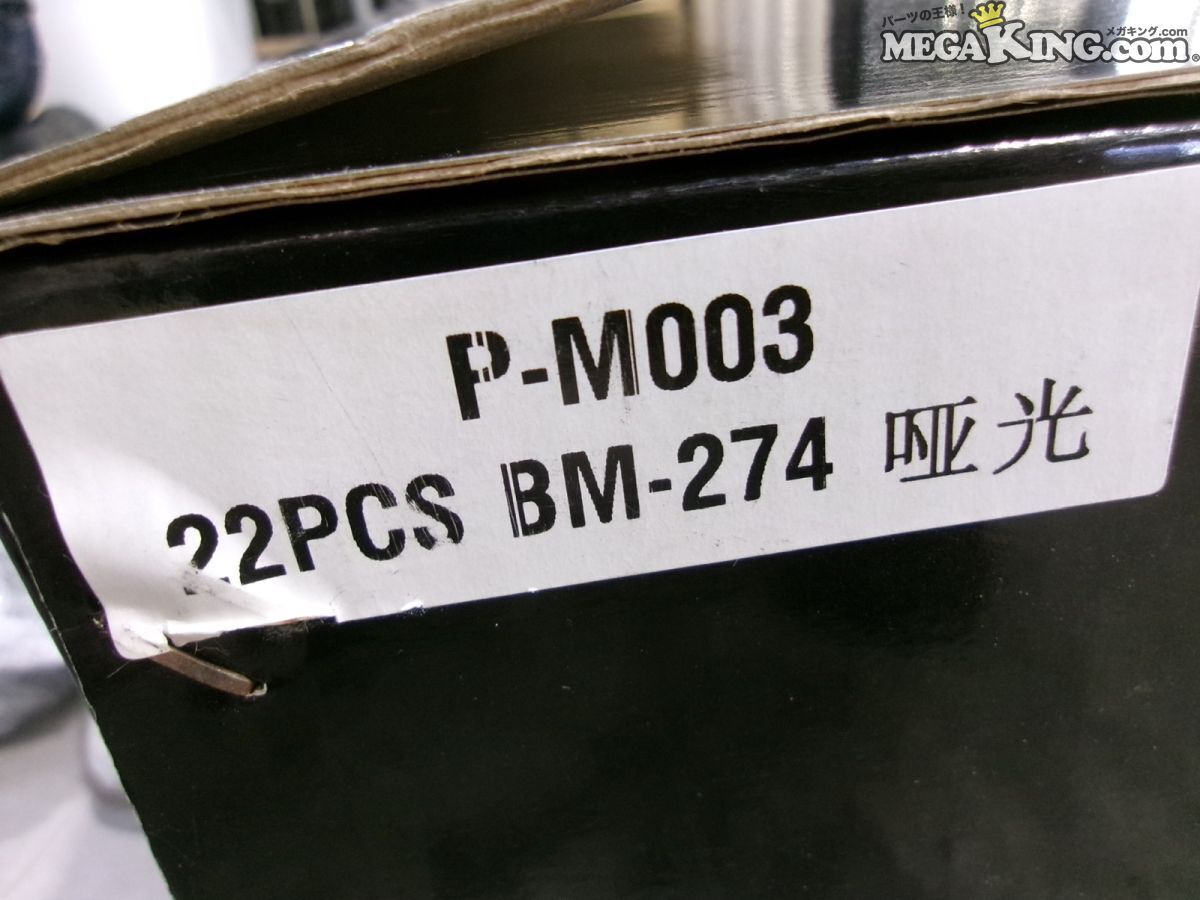 パーツの王様！
メガキング.com
MEGAKING.com®
P-M003
22PCS BM-274 哑光